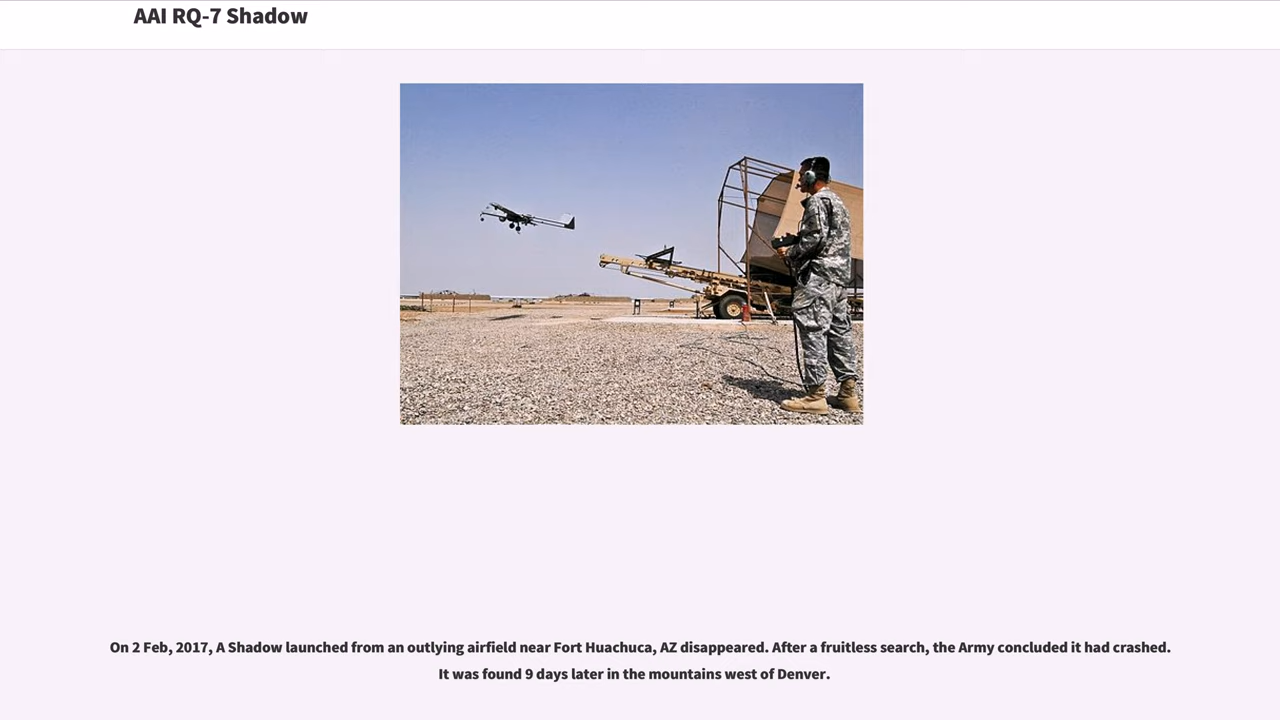 AAI RQ-7 Shadow
On 2 Feb, 2017, A Shadow launched from an outlying airfield near Fort Huachuca, AZ disappeared. After a fruitless search, the Army concluded it had crashed.
It was found 9 days later in the mountains west of Denver.